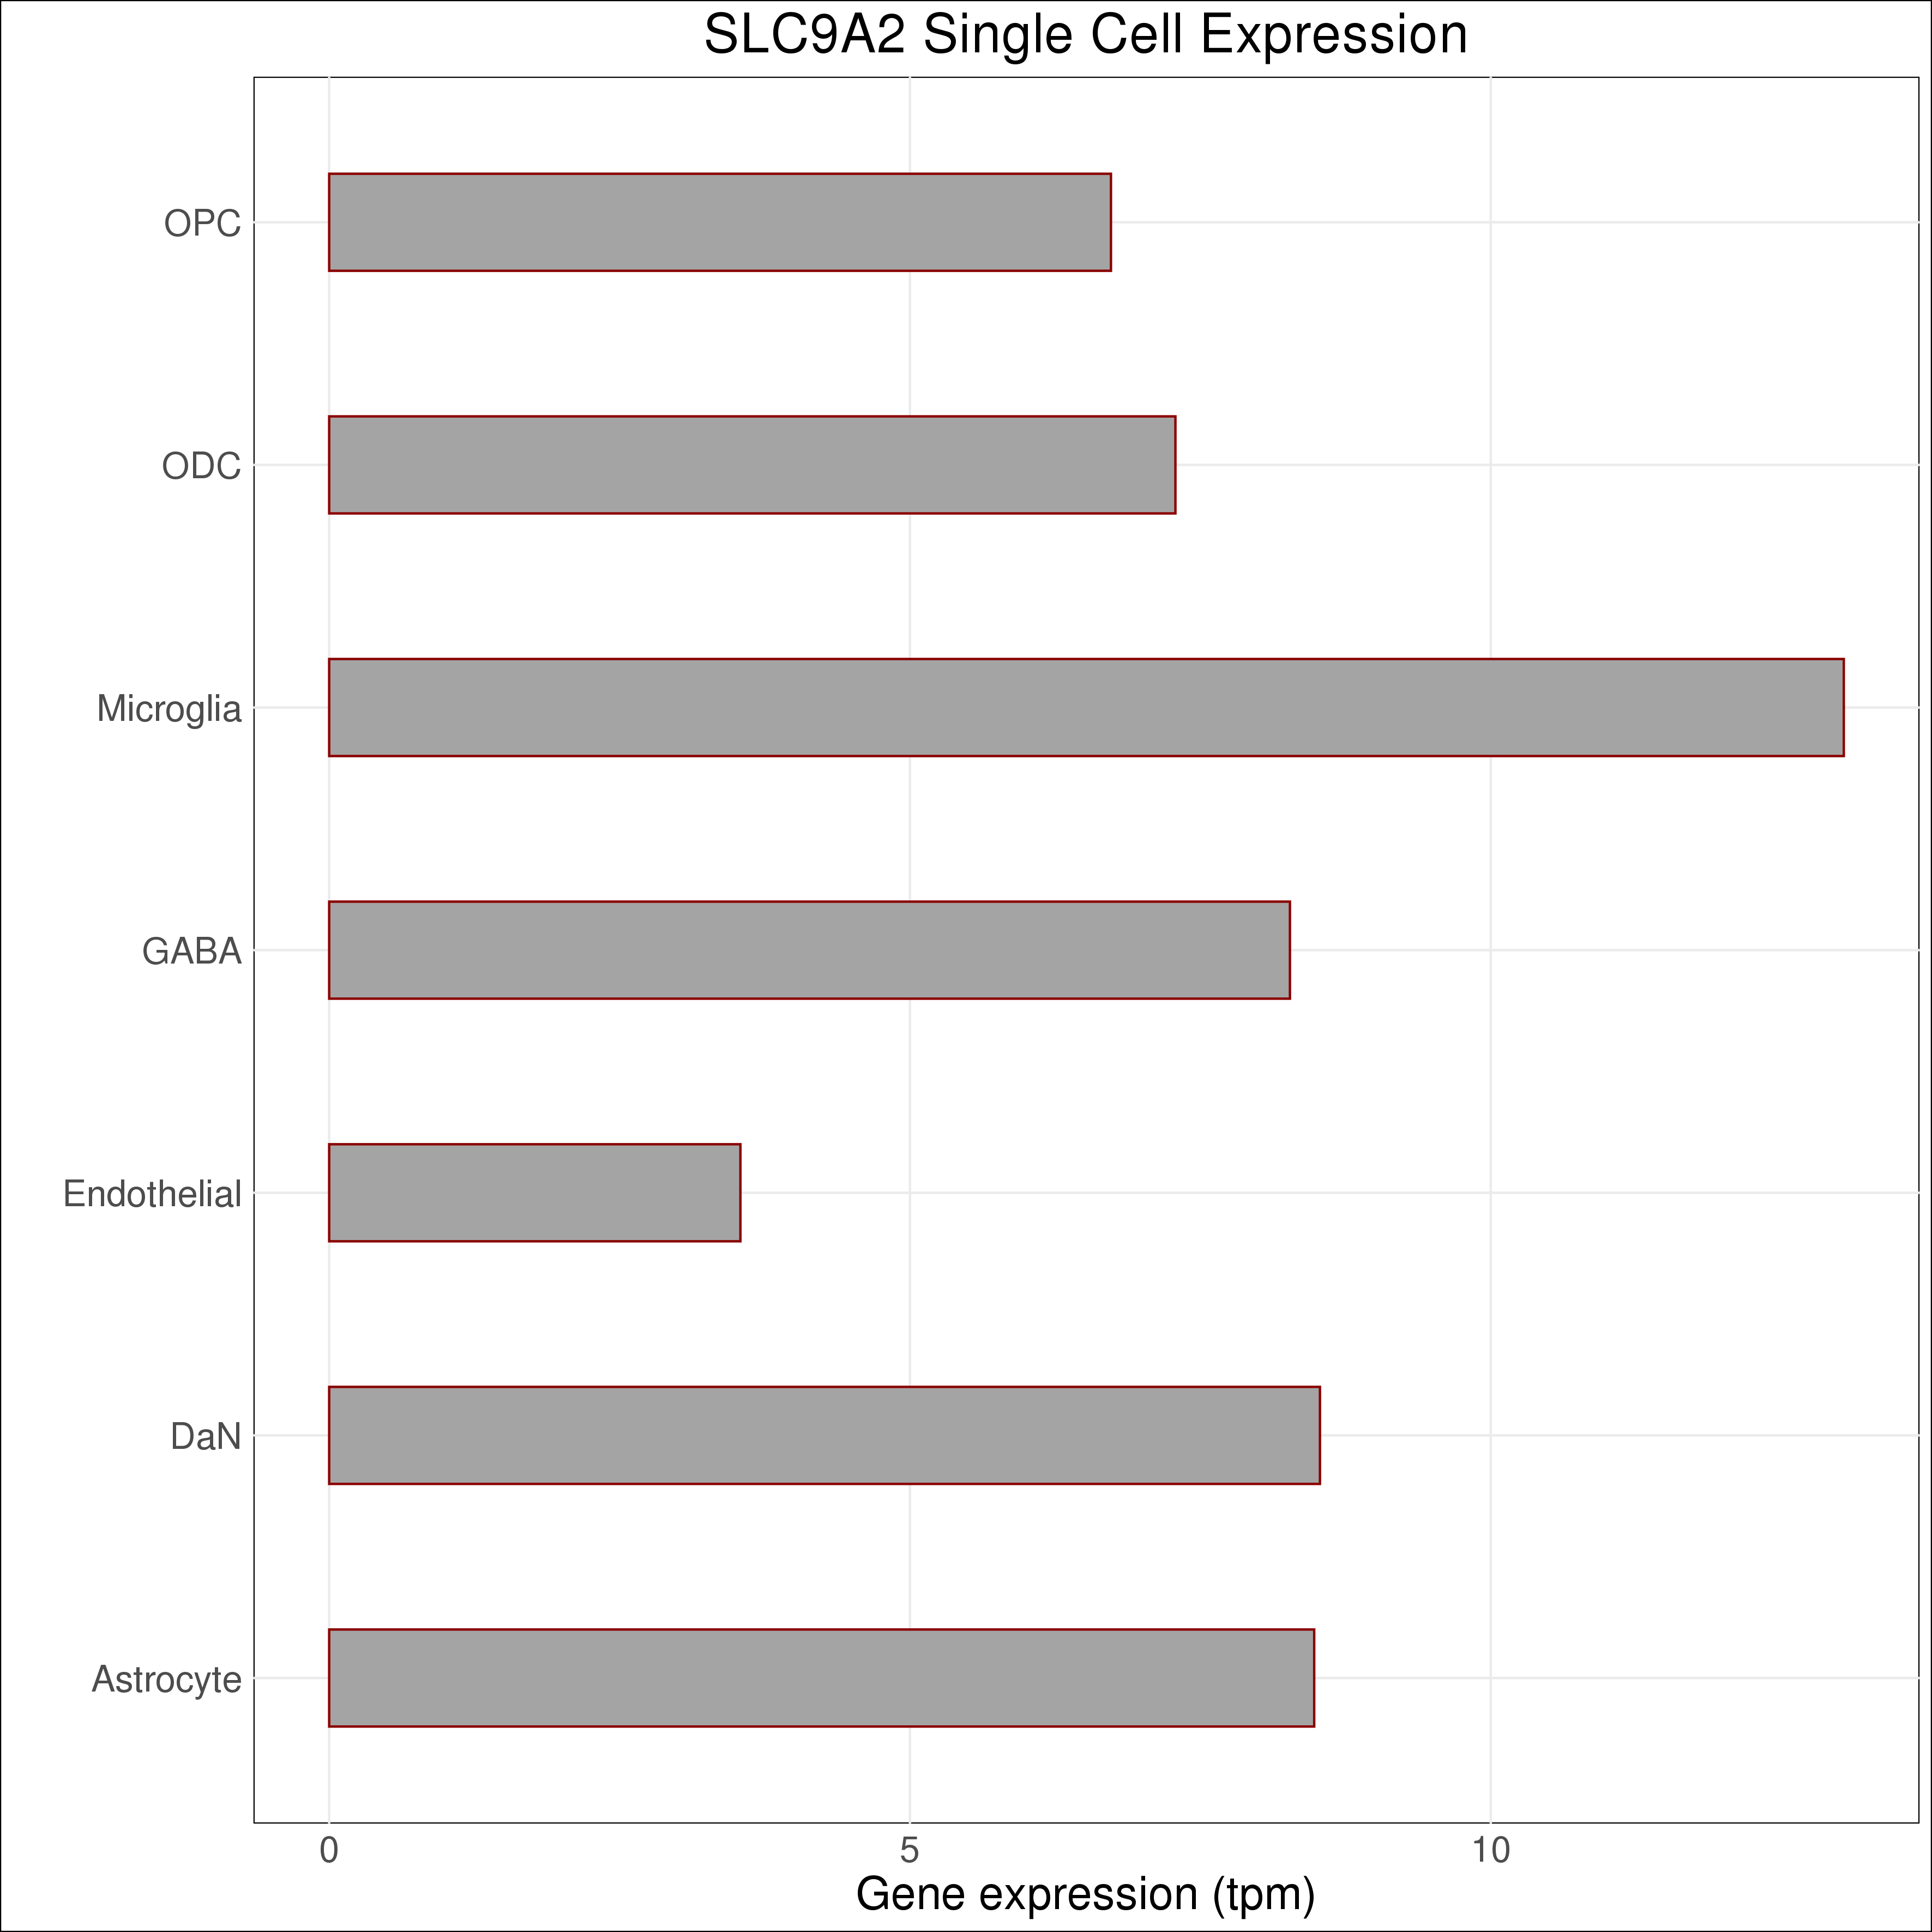 SLC9A2 Single Cell Expression
OPC
ODC
Microglia
GABA
Endothelial
DaN
Astrocyte
0 5 10
Gene expression (tpm)